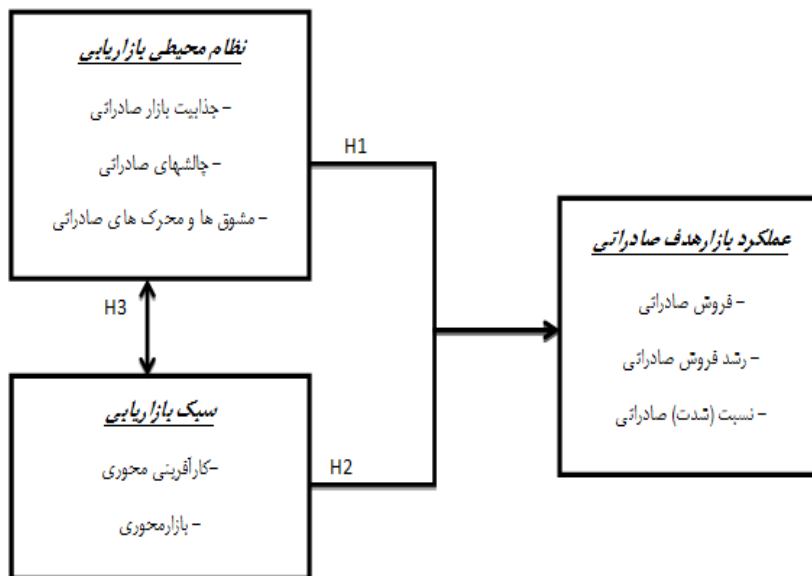 نظام محیطی بازاریابی
- جذابیت بازار صادراتی
- چالشهای صادراتی
- مشوق ها و محرک های صادراتی
H1
عملکرد بازارهدف صادراتی
- فروش صادراتی
- رشد فروش صادراتی
- نسبت (شدت) صادراتی
H3
سبک بازاریابی
-کارآفرینی محوری
- بازارمحوری
H2